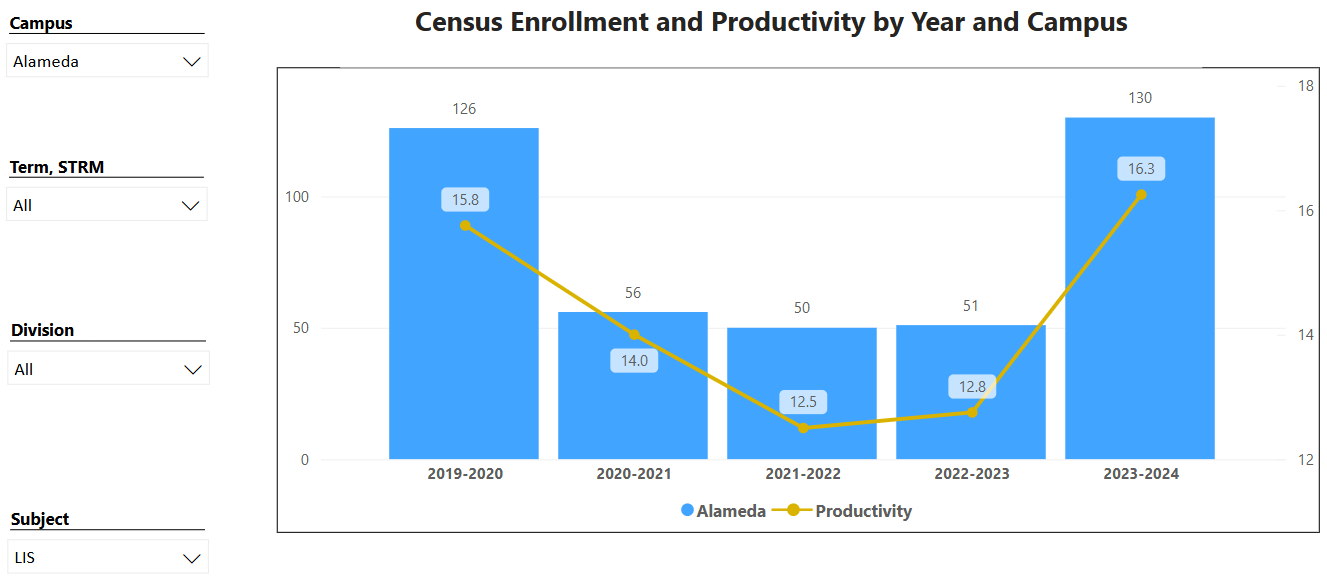 Census Enrollment and Productivity by Year and Campus
Campus
Alameda
Term, STRM
All
Division
All
Subject
LIS
126
56
50
51
130
15.8
14.0
12.5
12.8
16.3
100
50
0
18
16
14
12
2019-2020 2020-2021 2021-2022 2022-2023 2023-2024
Alameda Productivity